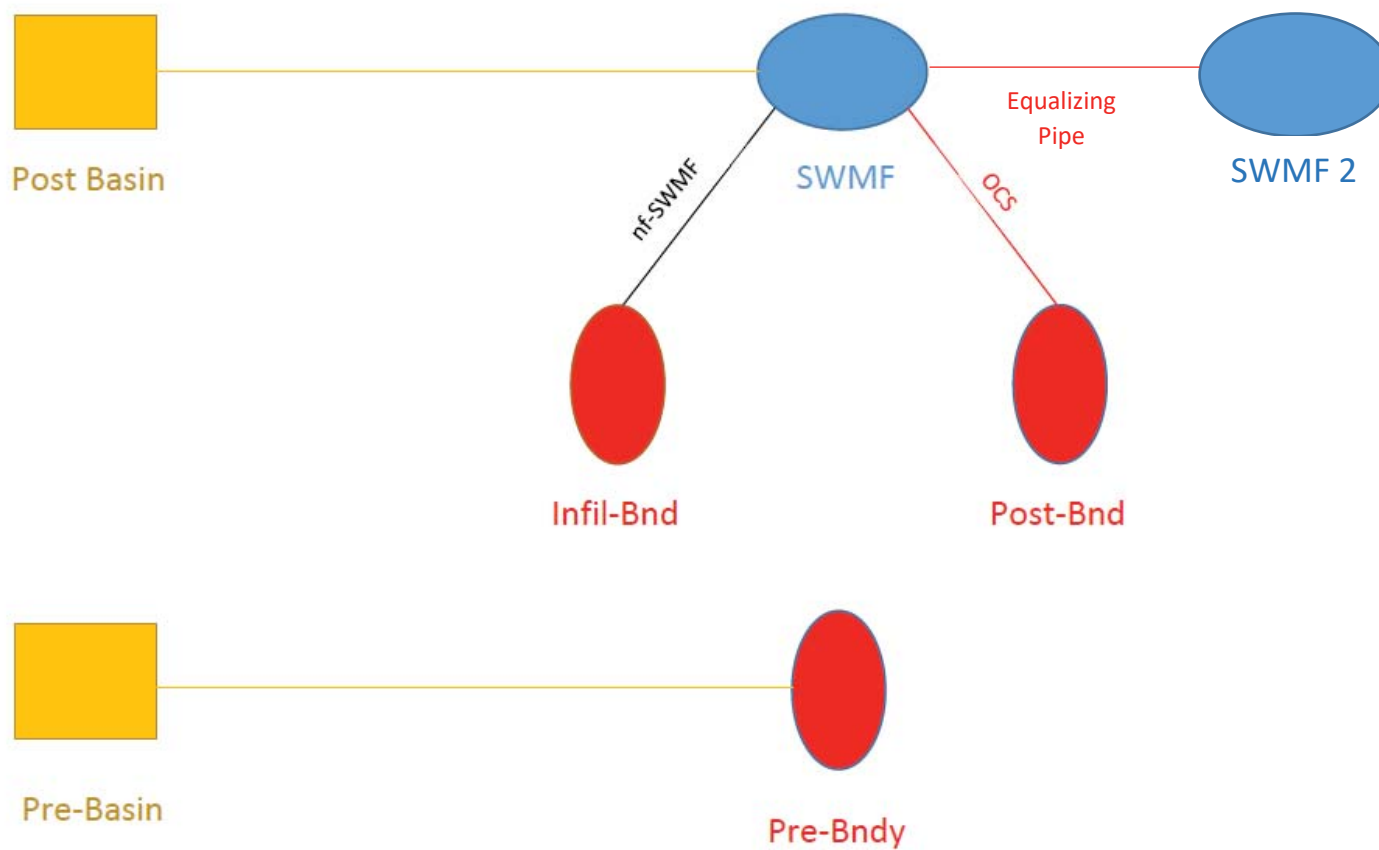 Equalizing
Pipe
Post Basin
SWMF
SWMF 2
nf-SWMF
OCS
Infil-Bnd
Post-Bnd
Pre-Basin
Pre-Bndy